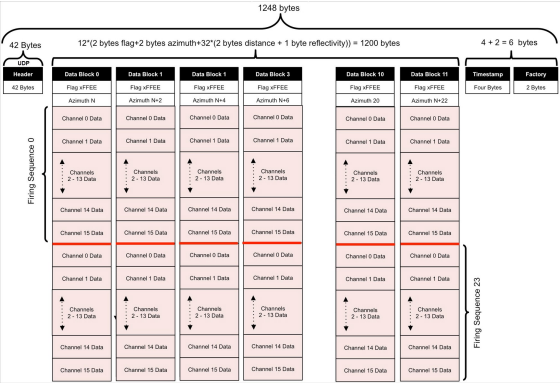 1248 bytes
42 Bytes
12*(2 bytes flag+2 bytes azimuth+32*(2 bytes distance + 1 byte reflectivity)) = 1200 bytes
4 + 2 = 6 bytes
UDP
Header
Data Block 0
Data Block 1
Data Block 1
Data Block 3
Data Block 10
Data Block 11
Timestamp
Factory
42 Bytes
Flag xFFEE
Flag xFFEE
Flag xFFEE
Flag xFFEE
Flag xFFEE
Flag xFFEE
Four Bytes
2 Bytes
Azimuth N
Azimuth N+2
Azimuth N+4
Azimuth N+6
Azimuth 20
Azimuth N+22
Firing Sequence 0
Channel 0 Data
Channel 0 Data
Channel 0 Data
Channel 0 Data
Channel 0 Data
Channel 0 Data
Channel 1 Data
Channel 1 Data
Channel 1 Data
Channel 1 Data
Channel 1 Data
Channel 1 Data
Channels
2 - 13 Data
Channels
2 - 13 Data
Channels
2 - 13 Data
Channels
2 - 13 Data
Channels
2 - 13 Data
Channels
2 - 13 Data
Channel 14 Data
Channel 14 Data
Channel 14 Data
Channel 14 Data
Channel 14 Data
Channel 14 Data
Channel 15 Data
Channel 15 Data
Channel 15 Data
Channel 15 Data
Channel 15 Data
Channel 15 Data
Channel 0 Data
Channel 0 Data
Channel 0 Data
Channel 0 Data
Channel 0 Data
Channel 0 Data
Channel 1 Data
Channel 1 Data
Channel 1 Data
Channel 1 Data
Channel 1 Data
Channel 1 Data
Channels
2 - 13 Data
Channels
2 - 13 Data
Channels
2 - 13 Data
Channels
2 - 13 Data
Channels
2 - 13 Data
Channels
2 - 13 Data
Channel 14 Data
Channel 14 Data
Channel 14 Data
Channel 14 Data
Channel 14 Data
Channel 14 Data
Channel 15 Data
Channel 15 Data
Channel 15 Data
Channel 15 Data
Channel 15 Data
Channel 15 Data
Firing Sequence 23